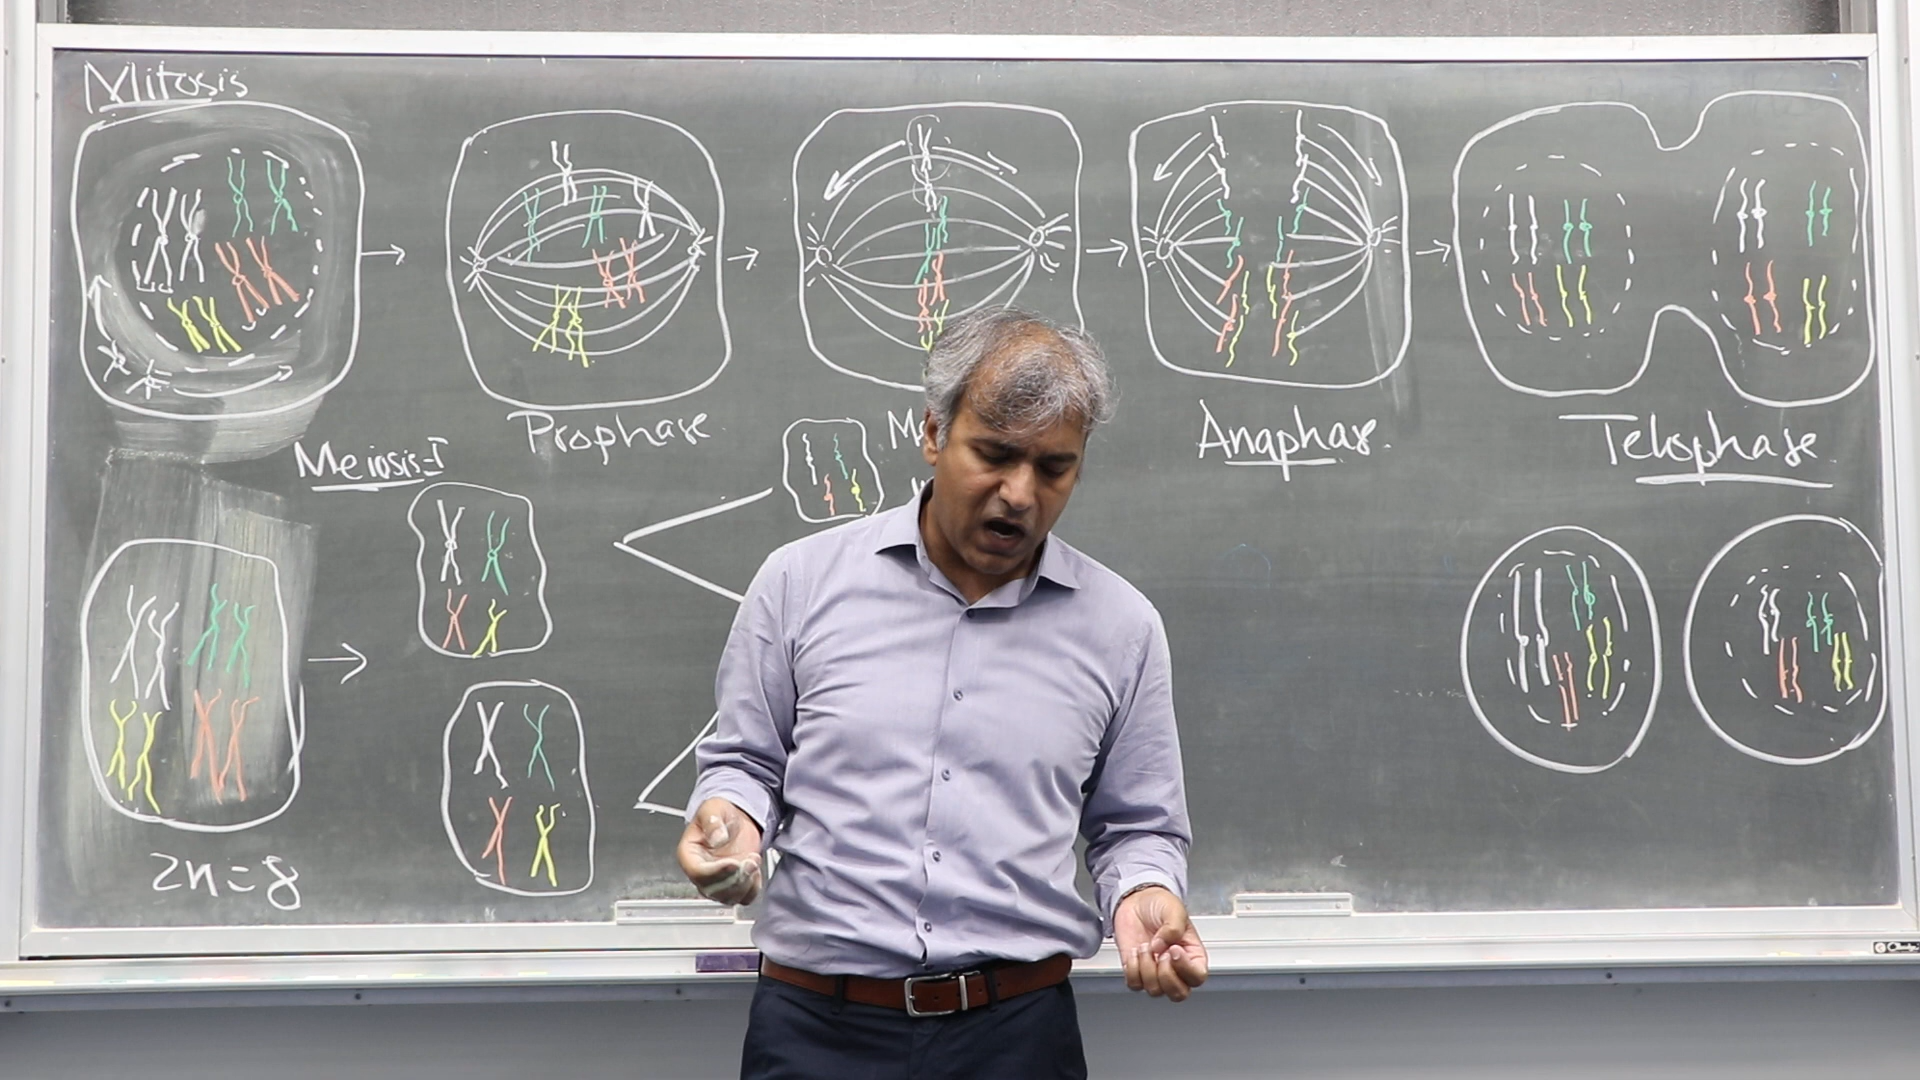 Mitosis
Prophase
Anaphase.
Telophase
Meiosis-I
2n=8